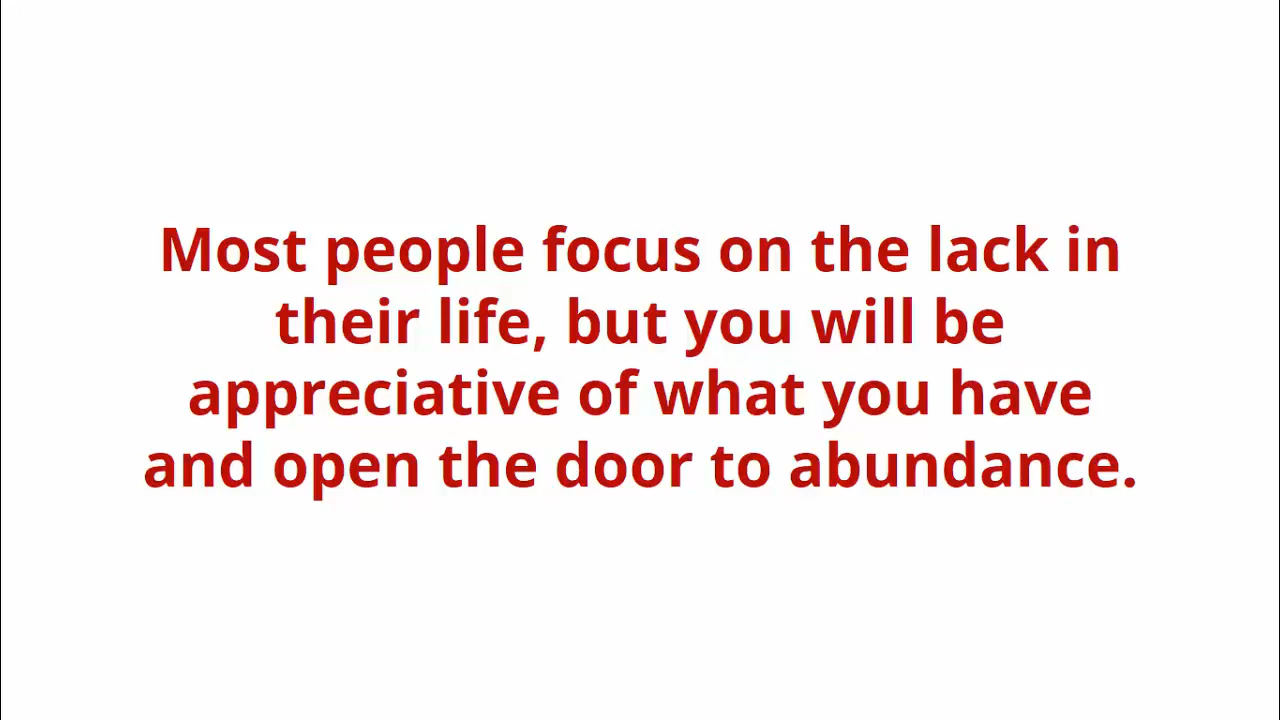 Most people focus on the lack in
their life, but you will be
appreciative of what you have
and open the door to abundance.